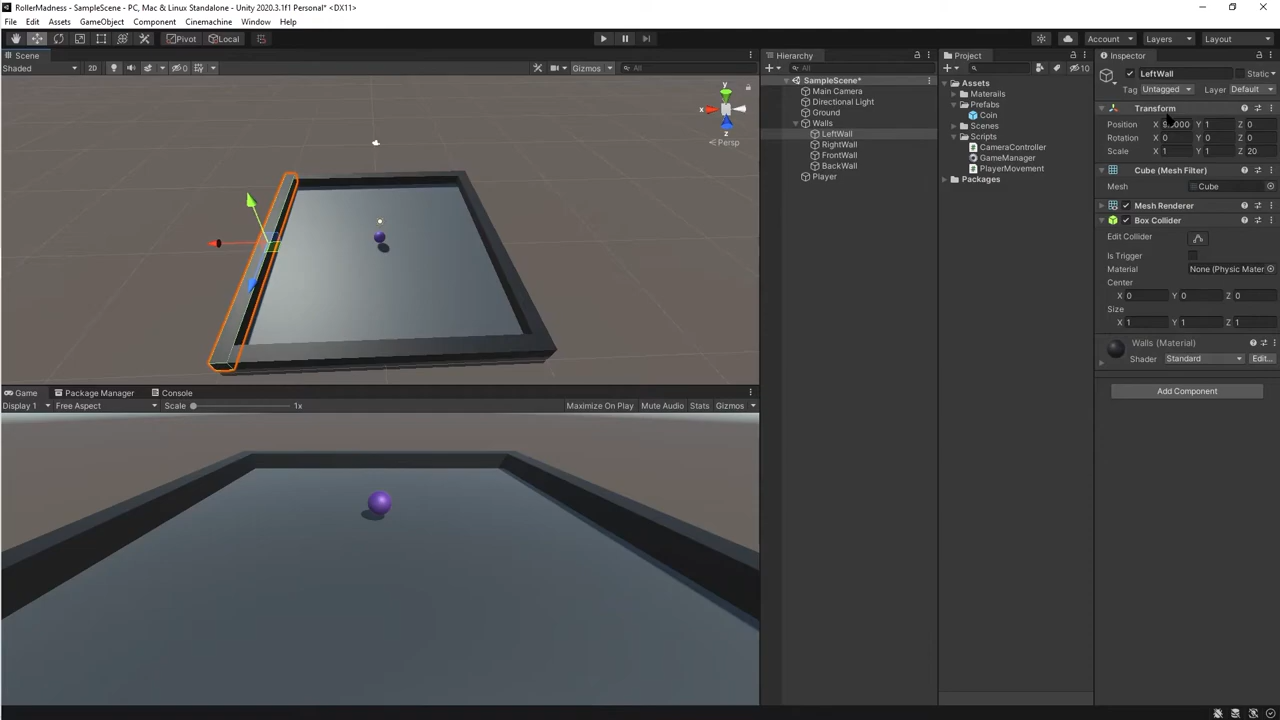 RollerMadness - SampleScene - PC, Mac & Linux Standalone - Unity 2020.3.1f1 Personal* <DX11>
File Edit Assets GameObject Component Cinemachine Window Help
Pivot Local Account Layers Layout
Scene
Shaded 2D 0 Gizmos All
y
x
z
Persp
Game Package Manager Console
Display 1 Free Aspect Scale 1x Maximize On Play Mute Audio Stats Gizmos
Hierarchy
All
SampleScene*
Main Camera
Directional Light
Ground
Walls
LeftWall
RightWall
FrontWall
BackWall
Player
Project
10
Assets
Materails
Prefabs
Coin
Scenes
Scripts
CameraController
GameManager
PlayerMovement
Packages
Inspector
LeftWall Static
Tag Untagged Layer Default
Transform
Position X Y 1 Z 0
Rotation X 0 Y 0 Z 0
Scale X 1 Y 1 Z 20
Cube (Mesh Filter)
Mesh Cube
Mesh Renderer
Box Collider
Edit Collider
Is Trigger
Material None (Physic Mater
Center
X 0 Y 0 Z 0
Size
X 1 Y 1 Z 1
Walls (Material)
Shader Standard Edit...
Add Component